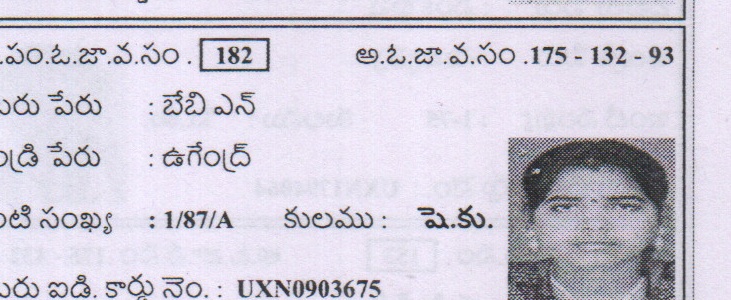 .పం.ఓ.జా.వ.సం . 182 అ.ఓ.జా.వ.సం .175 - 132 - 93
పేరు : బేబి ఎన్
పేరు : ఉగేంద్ర్
సంఖ్య : 1/87/A కులము : షె.కు.
ఐడి. కార్డు నెం. : UXN0903675